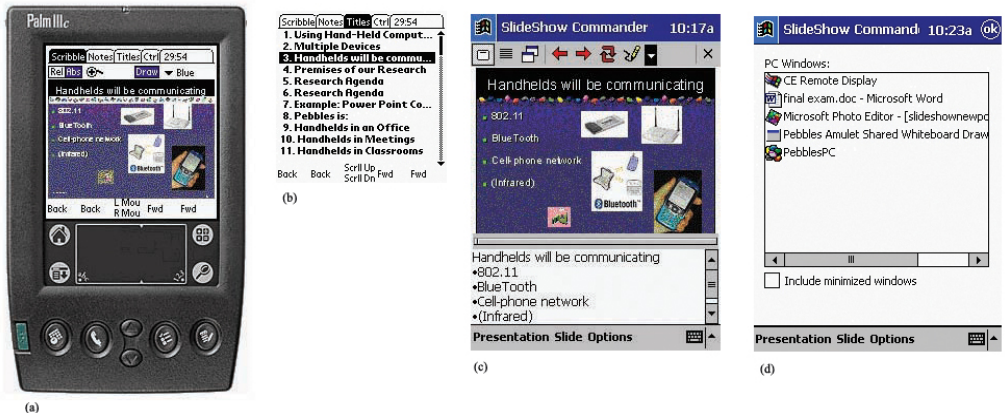 Palm IIIc
Scribble Notes Titles Ctrl 29:54
Rel Abs Draw Blue
Handhelds will be communicating
802.11
BlueTooth
Cell-phone network
(Infrared)
Bluetooth
Back Back L Mou Fwd Fwd
R Mou
(a)
Scribble Notes Titles Ctrl 29:54
1. Using Hand-Held Comput...
2. Multiple Devices
3. Handhelds will be commu...
4. Premises of our Research
5. Research Agenda
6. Research Agenda
7. Example: Power Point Co...
8. Pebbles is:
9. Handhelds in an Office
10. Handhelds in Meetings
11. Handhelds in Classrooms
Back Back Scrll Up Fwd Fwd
Scrll Dn
(b)
SlideShow Commander 10:17a
Handhelds will be communicating
802.11
BlueTooth
Cell-phone network
(Infrared)
Bluetooth™
Handhelds will be communicating
•802.11
•BlueTooth
•Cell-phone network
•(Infrared)
Presentation Slide Options
(c)
SlideShow Command 10:23a ok
PC Windows:
CE Remote Display
final exam.doc - Microsoft Word
Microsoft Photo Editor - [slideshownewpc
Pebbles Amulet Shared Whiteboard Draw
PebblesPC
Include minimized windows
Presentation Slide Options
(d)